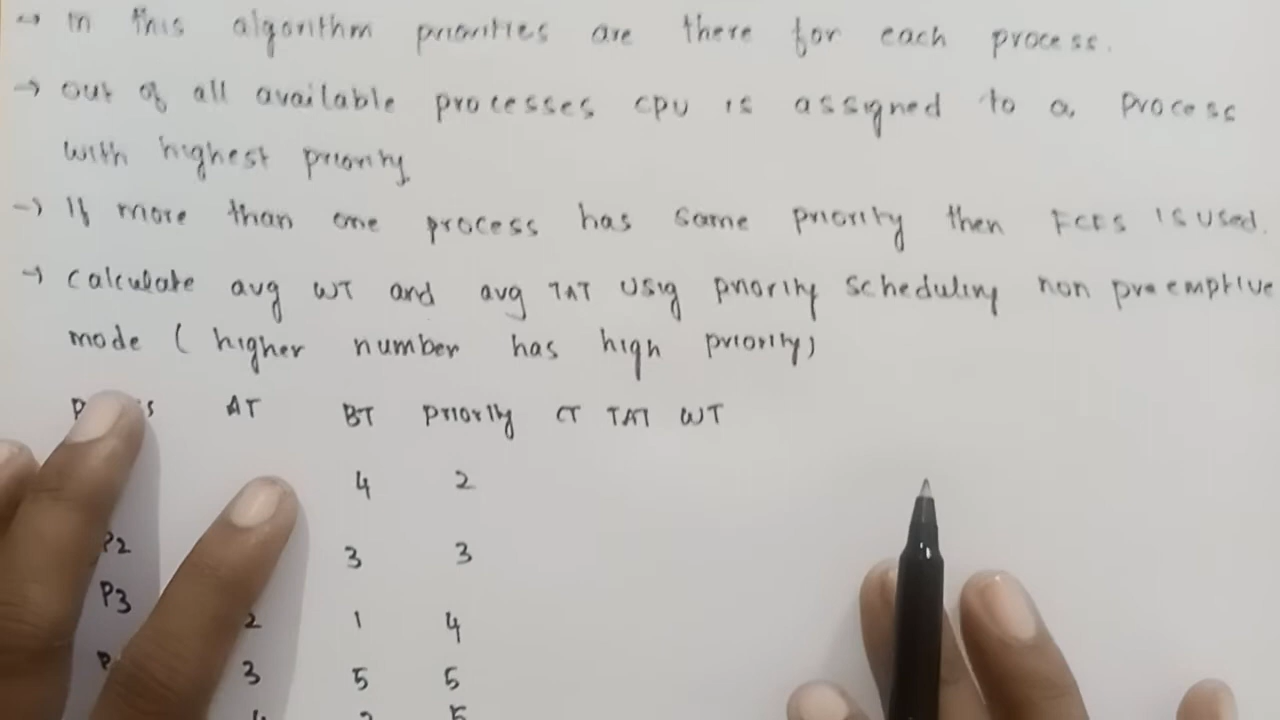 → In this algorithm priorities are there for each process.
→ out of all available processes CPU is assigned to a process
with highest priority.
→ If more than one process has same priority then FCFS is used.
→ calculate avg WT and avg TAT usig priority scheduling non preemptive
mode ( higher number has high priority)
AT BT priority CT TAT WT
4 2
P2 3 3
P3 2 1 4
3 5 5
5